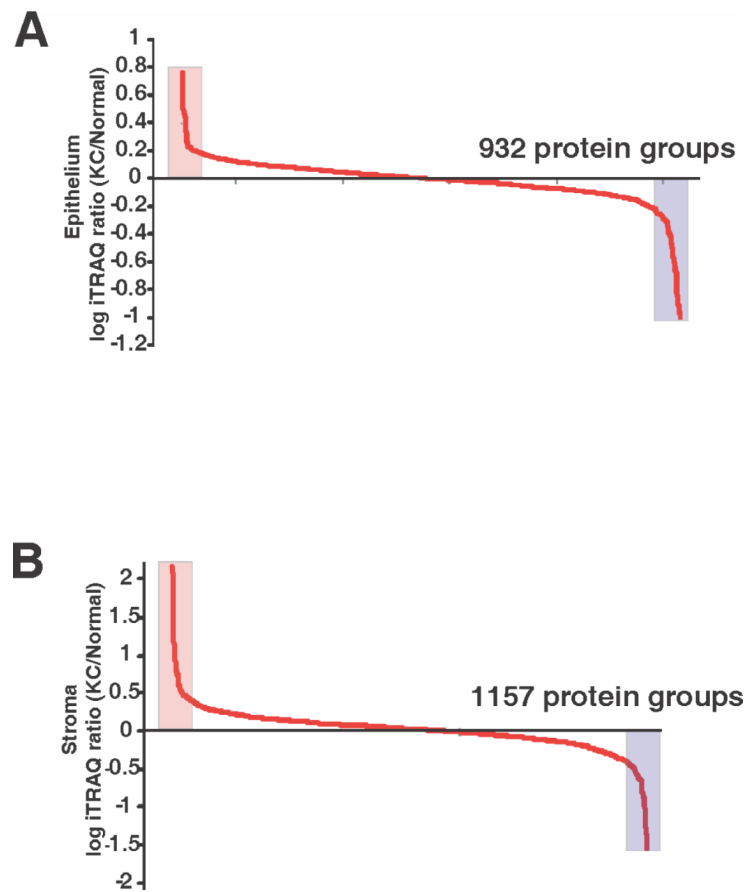 A
1
0.8
0.6
0.4
0.2
0
-0.2
-0.4
-0.6
-0.8
-1
-1.2
Epithelium
log iTRAQ ratio (KC/Normal)
932 protein groups
B
2
1.5
1
0.5
0
-0.5
-1
-1.5
-2
Stroma
log iTRAQ ratio (KC/Normal)
1157 protein groups